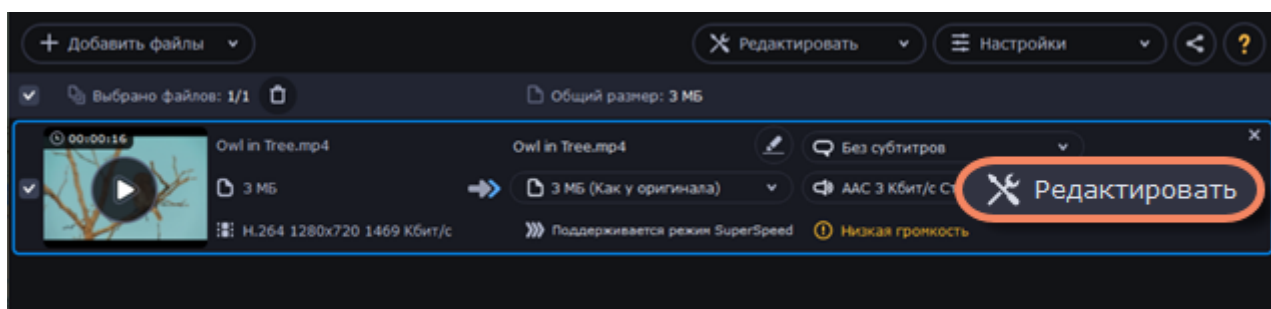 Добавить файлы Редактировать Настройки ?
Выбрано файлов: 1/1 Общий размер: 3 МБ
00:00:16 Owl in Tree.mp4 Owl in Tree.mp4 Без субтитров
3 МБ 3 МБ (Как у оригинала) AAC 3 Кбит/с Ст Редактировать
H.264 1280x720 1469 Кбит/с Поддерживается режим SuperSpeed Низкая громкость